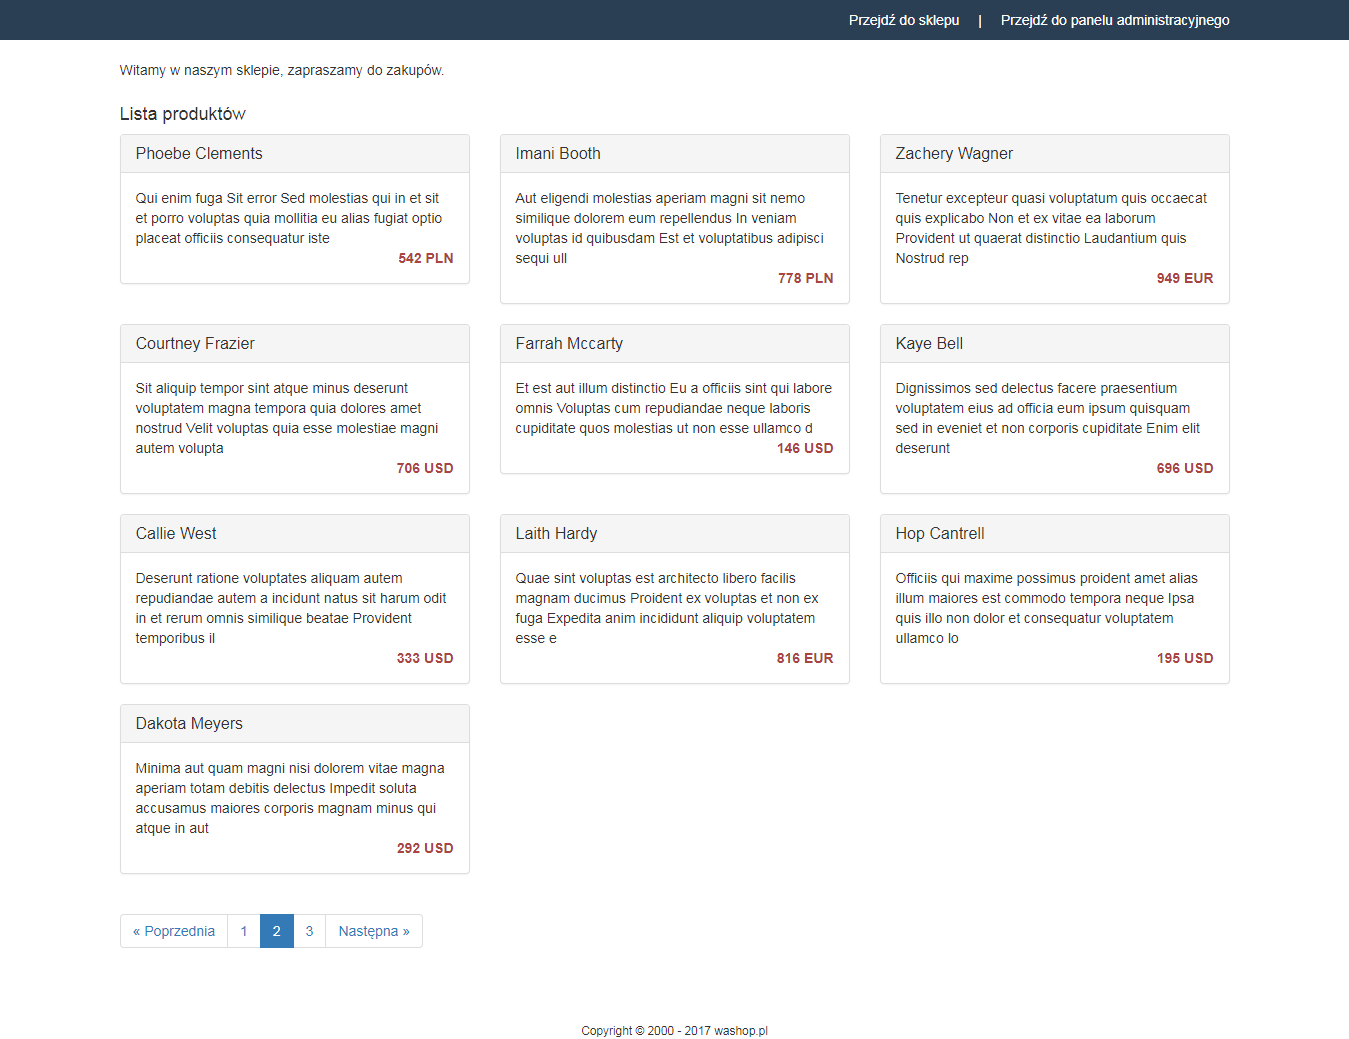 Przejdź do sklepu | Przejdź do panelu administracyjnego
Witamy w naszym sklepie, zapraszamy do zakupów.
Lista produktów
Phoebe Clements
Qui enim fuga Sit error Sed molestias qui in et sit
et porro voluptas quia mollitia eu alias fugiat optio
placeat officiis consequatur iste
542 PLN
Imani Booth
Aut eligendi molestias aperiam magni sit nemo
similique dolorem eum repellendus In veniam
voluptas id quibusdam Est et voluptatibus adipisci
sequi ull
778 PLN
Zachery Wagner
Tenetur excepteur quasi voluptatum quis occaecat
quis explicabo Non et ex vitae ea laborum
Provident ut quaerat distinctio Laudantium quis
Nostrud rep
949 EUR
Courtney Frazier
Sit aliquip tempor sint atque minus deserunt
voluptatem magna tempora quia dolores amet
nostrud Velit voluptas quia esse molestiae magni
autem volupta
706 USD
Farrah Mccarty
Et est aut illum distinctio Eu a officiis sint qui labore
omnis Voluptas cum repudiandae neque laboris
cupiditate quos molestias ut non esse ullamco d
146 USD
Kaye Bell
Dignissimos sed delectus facere praesentium
voluptatem eius ad officia eum ipsum quisquam
sed in eveniet et non corporis cupiditate Enim elit
deserunt
696 USD
Callie West
Deserunt ratione voluptates aliquam autem
repudiandae autem a incidunt natus sit harum odit
in et rerum omnis similique beatae Provident
temporibus il
333 USD
Laith Hardy
Quae sint voluptas est architecto libero facilis
magnam ducimus Proident ex voluptas et non ex
fuga Expedita anim incididunt aliquip voluptatem
esse e
816 EUR
Hop Cantrell
Officiis qui maxime possimus proident amet alias
illum maiores est commodo tempora neque Ipsa
quis illo non dolor et consequatur voluptatem
ullamco lo
195 USD
Dakota Meyers
Minima aut quam magni nisi dolorem vitae magna
aperiam totam debitis delectus Impedit soluta
accusamus maiores corporis magnam minus qui
atque in aut
292 USD
« Poprzednia 1 2 3 Następna »
Copyright © 2000 - 2017 washop.pl